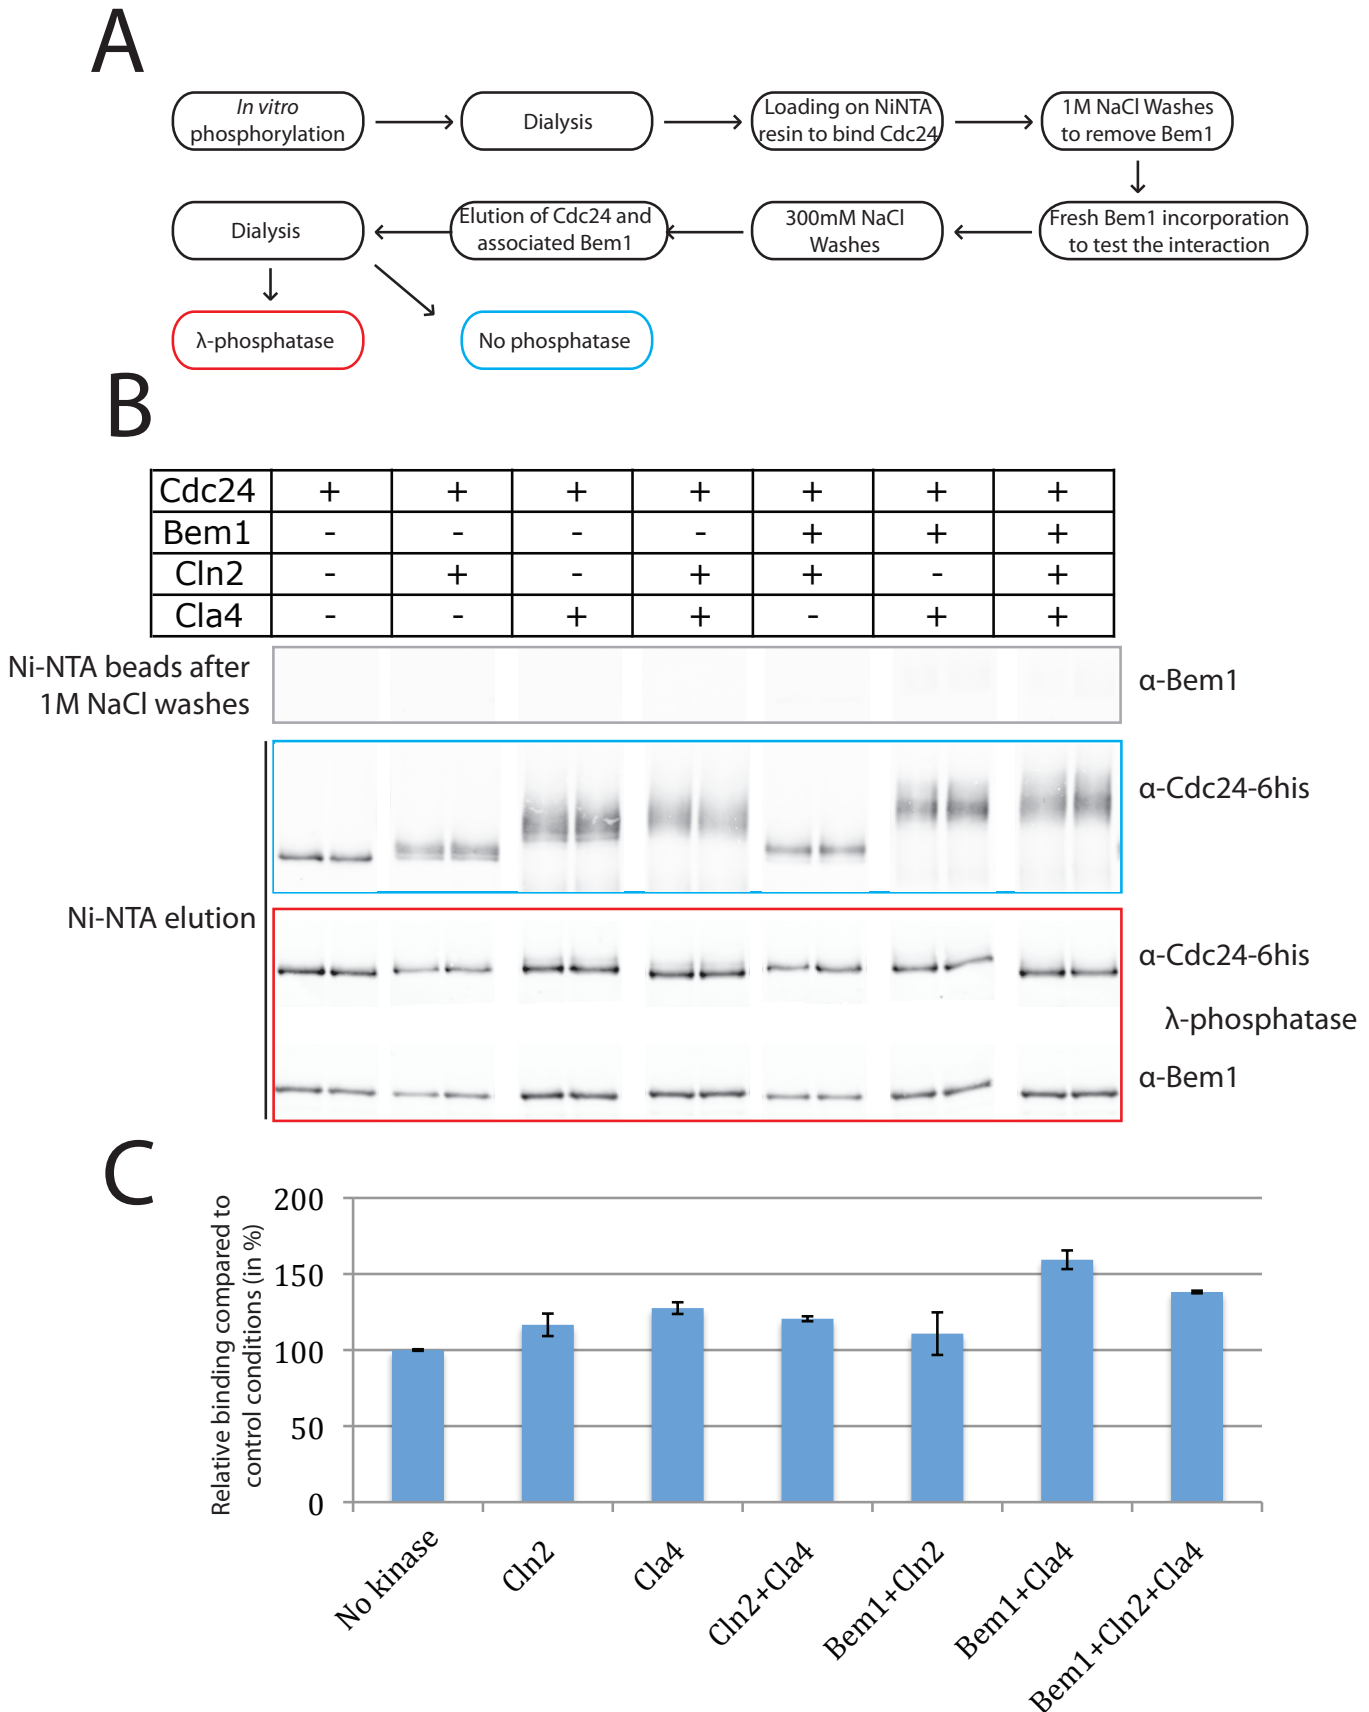 A
In vitro
phosphorylation
Dialysis
Loading on NiNTA
resin to bind Cdc24
1M NaCl Washes
to remove Bem1
Dialysis
Elution of Cdc24 and
associated Bem1
300mM NaCl
Washes
Fresh Bem1 incorporation
to test the interaction
λ-phosphatase
No phosphatase
B
Cdc24 + + + + + + +
Bem1 - - - - + + +
Cln2 - + - + + - +
Cla4 - - + + - + +
Ni-NTA beads after
1M NaCl washes
α-Bem1
α-Cdc24-6his
Ni-NTA elution
α-Cdc24-6his
λ-phosphatase
α-Bem1
C
Relative binding compared to
control conditions (in %)
200
150
100
50
0
No kinase
Cln2
Cla4
Cln2+Cla4
Bem1+Cln2
Bem1+Cla4
Bem1+Cln2+Cla4